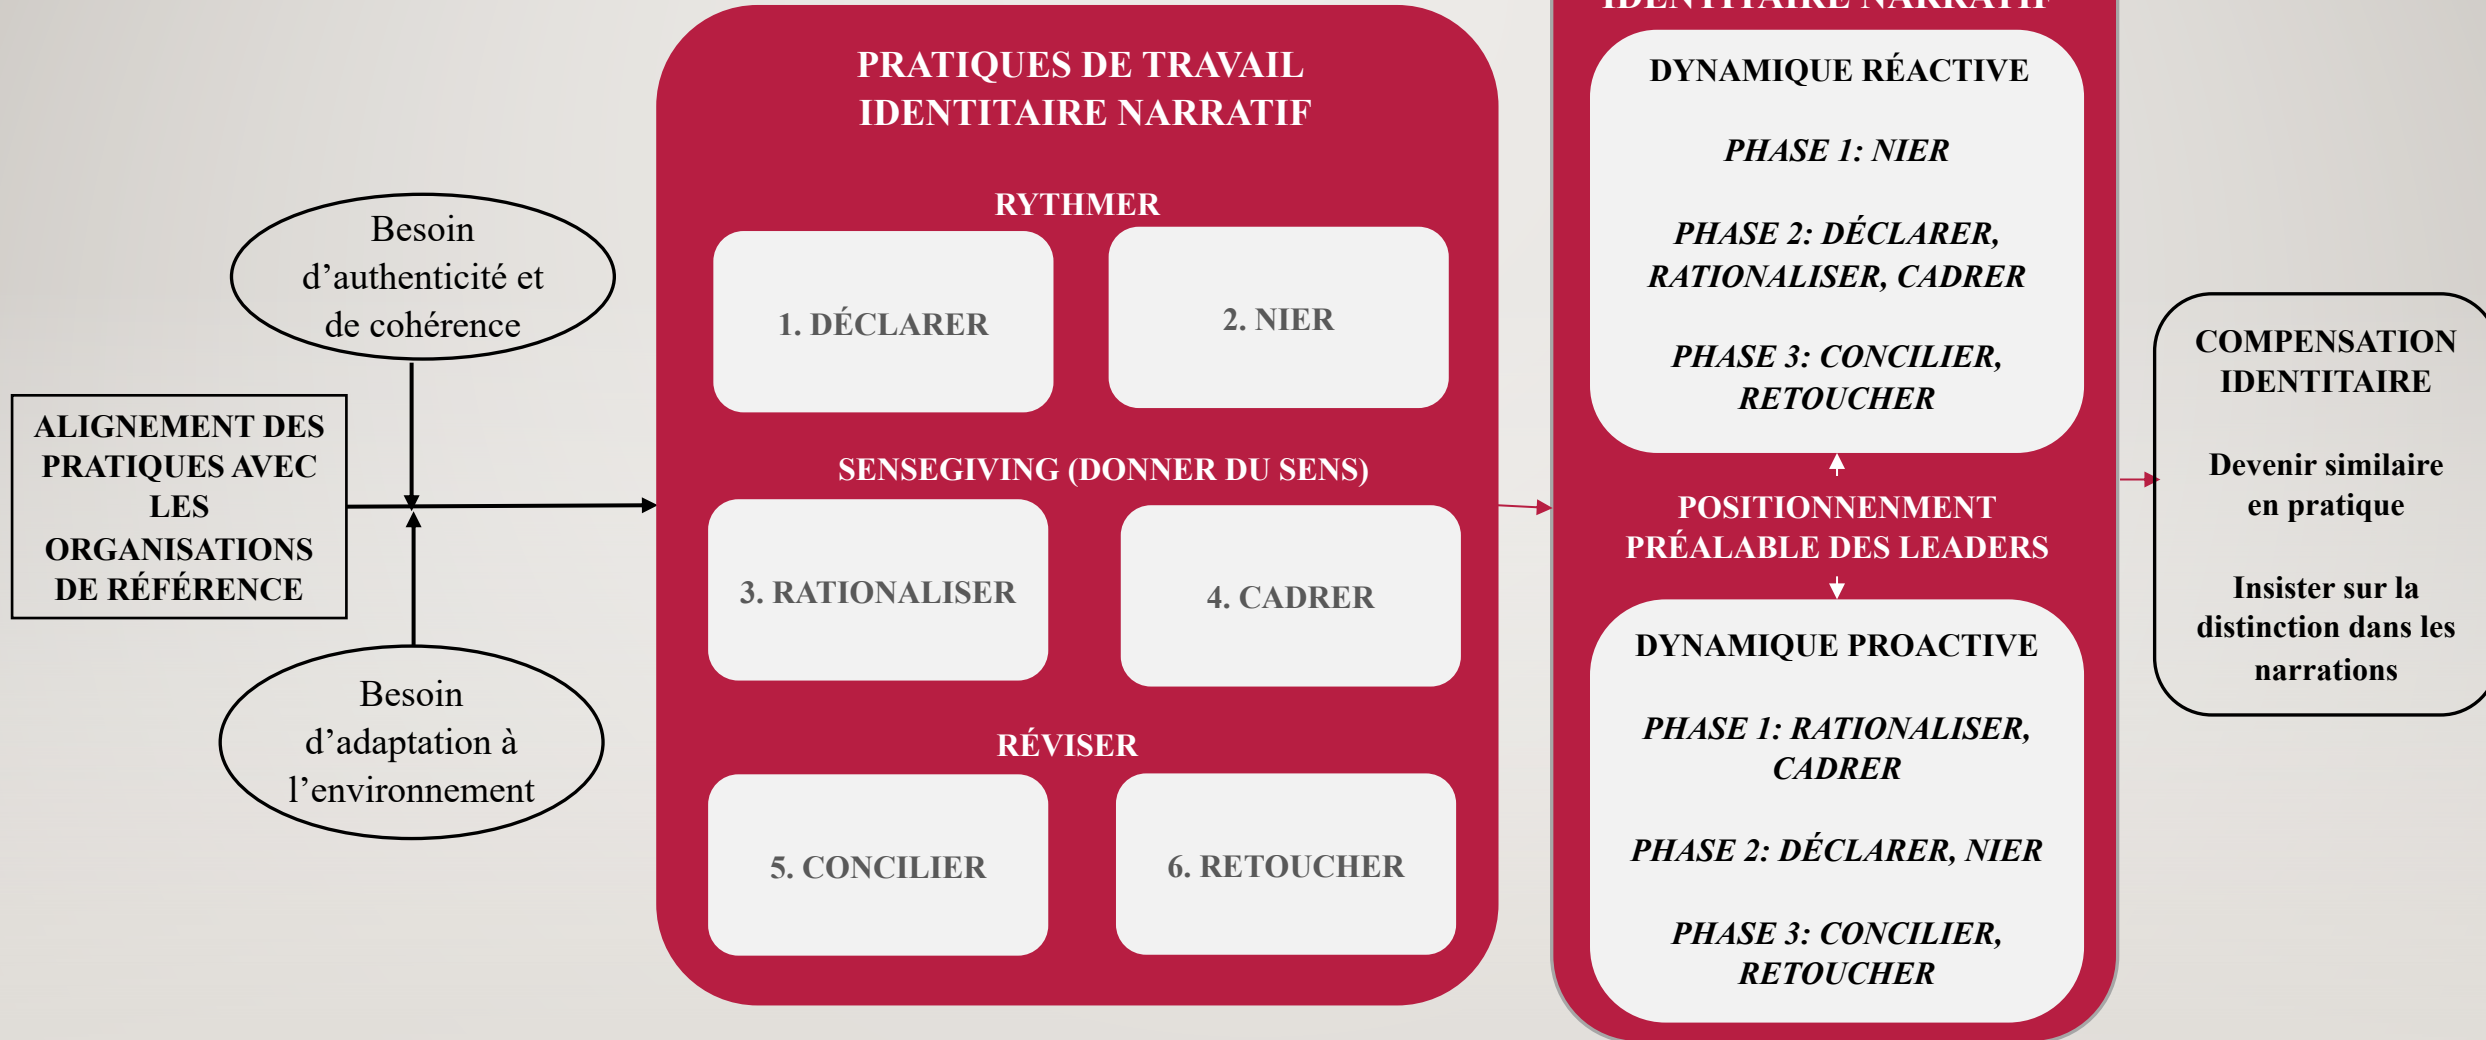 Besoin
d’authenticité et
de cohérence
ALIGNEMENT DES
PRATIQUES AVEC
LES
ORGANISATIONS
DE RÉFÉRENCE
Besoin
d’adaptation à
l’environnement
PRATIQUES DE TRAVAIL
IDENTITAIRE NARRATIF
RYTHMER
1. DÉCLARER
2. NIER
SENSEGIVING (DONNER DU SENS)
3. RATIONALISER
4. CADRER
RÉVISER
5. CONCILIER
6. RETOUCHER
IDENTITAIRE NARRATIF
DYNAMIQUE RÉACTIVE
PHASE 1: NIER
PHASE 2: DÉCLARER,
RATIONALISER, CADRER
PHASE 3: CONCILIER,
RETOUCHER
POSITIONNENMENT
PRÉALABLE DES LEADERS
DYNAMIQUE PROACTIVE
PHASE 1: RATIONALISER,
CADRER
PHASE 2: DÉCLARER, NIER
PHASE 3: CONCILIER,
RETOUCHER
COMPENSATION
IDENTITAIRE
Devenir similaire
en pratique
Insister sur la
distinction dans les
narrations